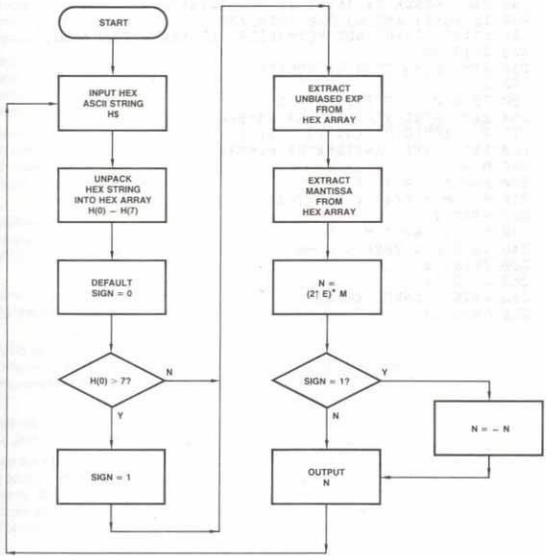 START
INPUT HEX
ASCII STRING
H$
UNPACK
HEX STRING
INTO HEX ARRAY
H(0) – H(7)
DEFAULT
SIGN = 0
H(0) > 7?
N
Y
SIGN = 1
EXTRACT
UNBIASED EXP
FROM
HEX ARRAY
EXTRACT
MANTISSA
FROM
HEX ARRAY
N =
(2↑ E)* M
SIGN = 1?
Y
N
N = – N
OUTPUT
N